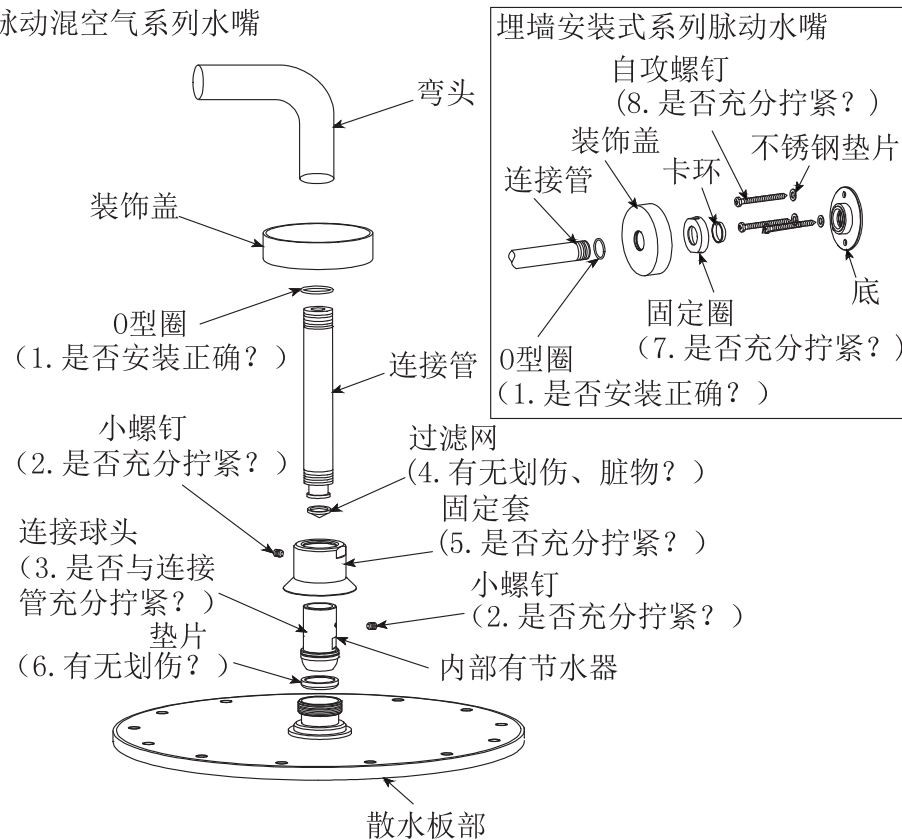 脉动混空气系列水嘴
弯头
装饰盖
O型圈
(1.是否安装正确？)
连接管
小螺钉
(2.是否充分拧紧？)
过滤网
(4.有无划伤、脏物？)
固定套
(5.是否充分拧紧？)
连接球头
(3.是否与连接
管充分拧紧？)
小螺钉
(2.是否充分拧紧？)
垫片
(6.有无划伤？)
内部有节水器
散水板部
埋墙安装式系列脉动水嘴
自攻螺钉
(8.是否充分拧紧？)
装饰盖
不锈钢垫片
卡环
连接管
底
固定圈
(7.是否充分拧紧？)
O型圈
(1.是否安装正确？)